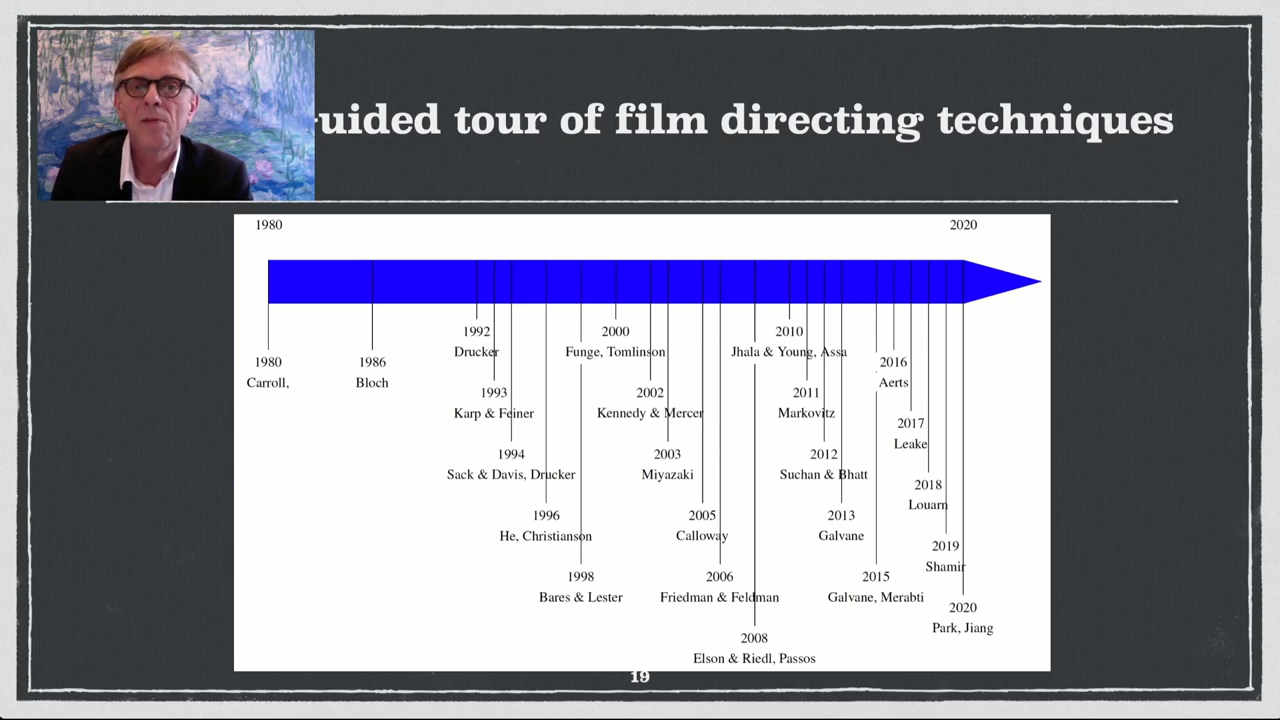 uided tour of film directing techniques
1980
2020
1992
2000
2010
Drucker
Funge, Tomlinson
Jhala & Young, Assa
1980
1986
2016
Carroll,
Bloch
Aerts
1993
2002
2011
Karp & Feiner
Kennedy & Mercer
Markovitz
2017
Leake
1994
2003
2012
Sack & Davis, Drucker
Miyazaki
Suchan & Bhatt
2018
Louarn
1996
2005
2013
He, Christianson
Calloway
Galvane
2019
Shamir
1998
2006
2015
Bares & Lester
Friedman & Feldman
Galvane, Merabti
2020
Park, Jiang
2008
Elson & Riedl, Passos
19